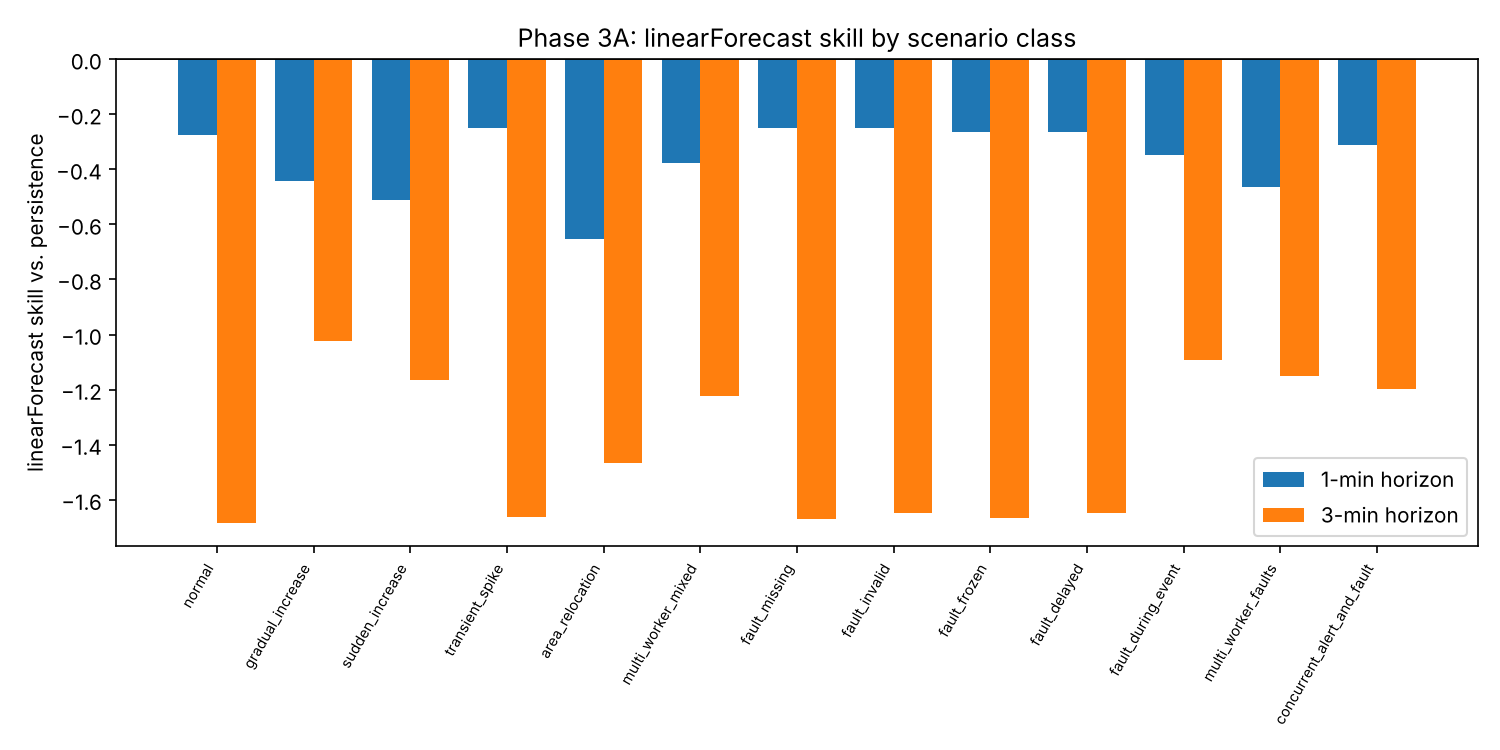 Phase 3A: linearForecast skill by scenario class
linearForecast skill vs. persistence
0.0
−0.2
−0.4
−0.6
−0.8
−1.0
−1.2
−1.4
−1.6
1-min horizon
3-min horizon
normal
gradual_increase
sudden_increase
transient_spike
area_relocation
multi_worker_mixed
fault_missing
fault_invalid
fault_frozen
fault_delayed
fault_during_event
multi_worker_faults
concurrent_alert_and_fault